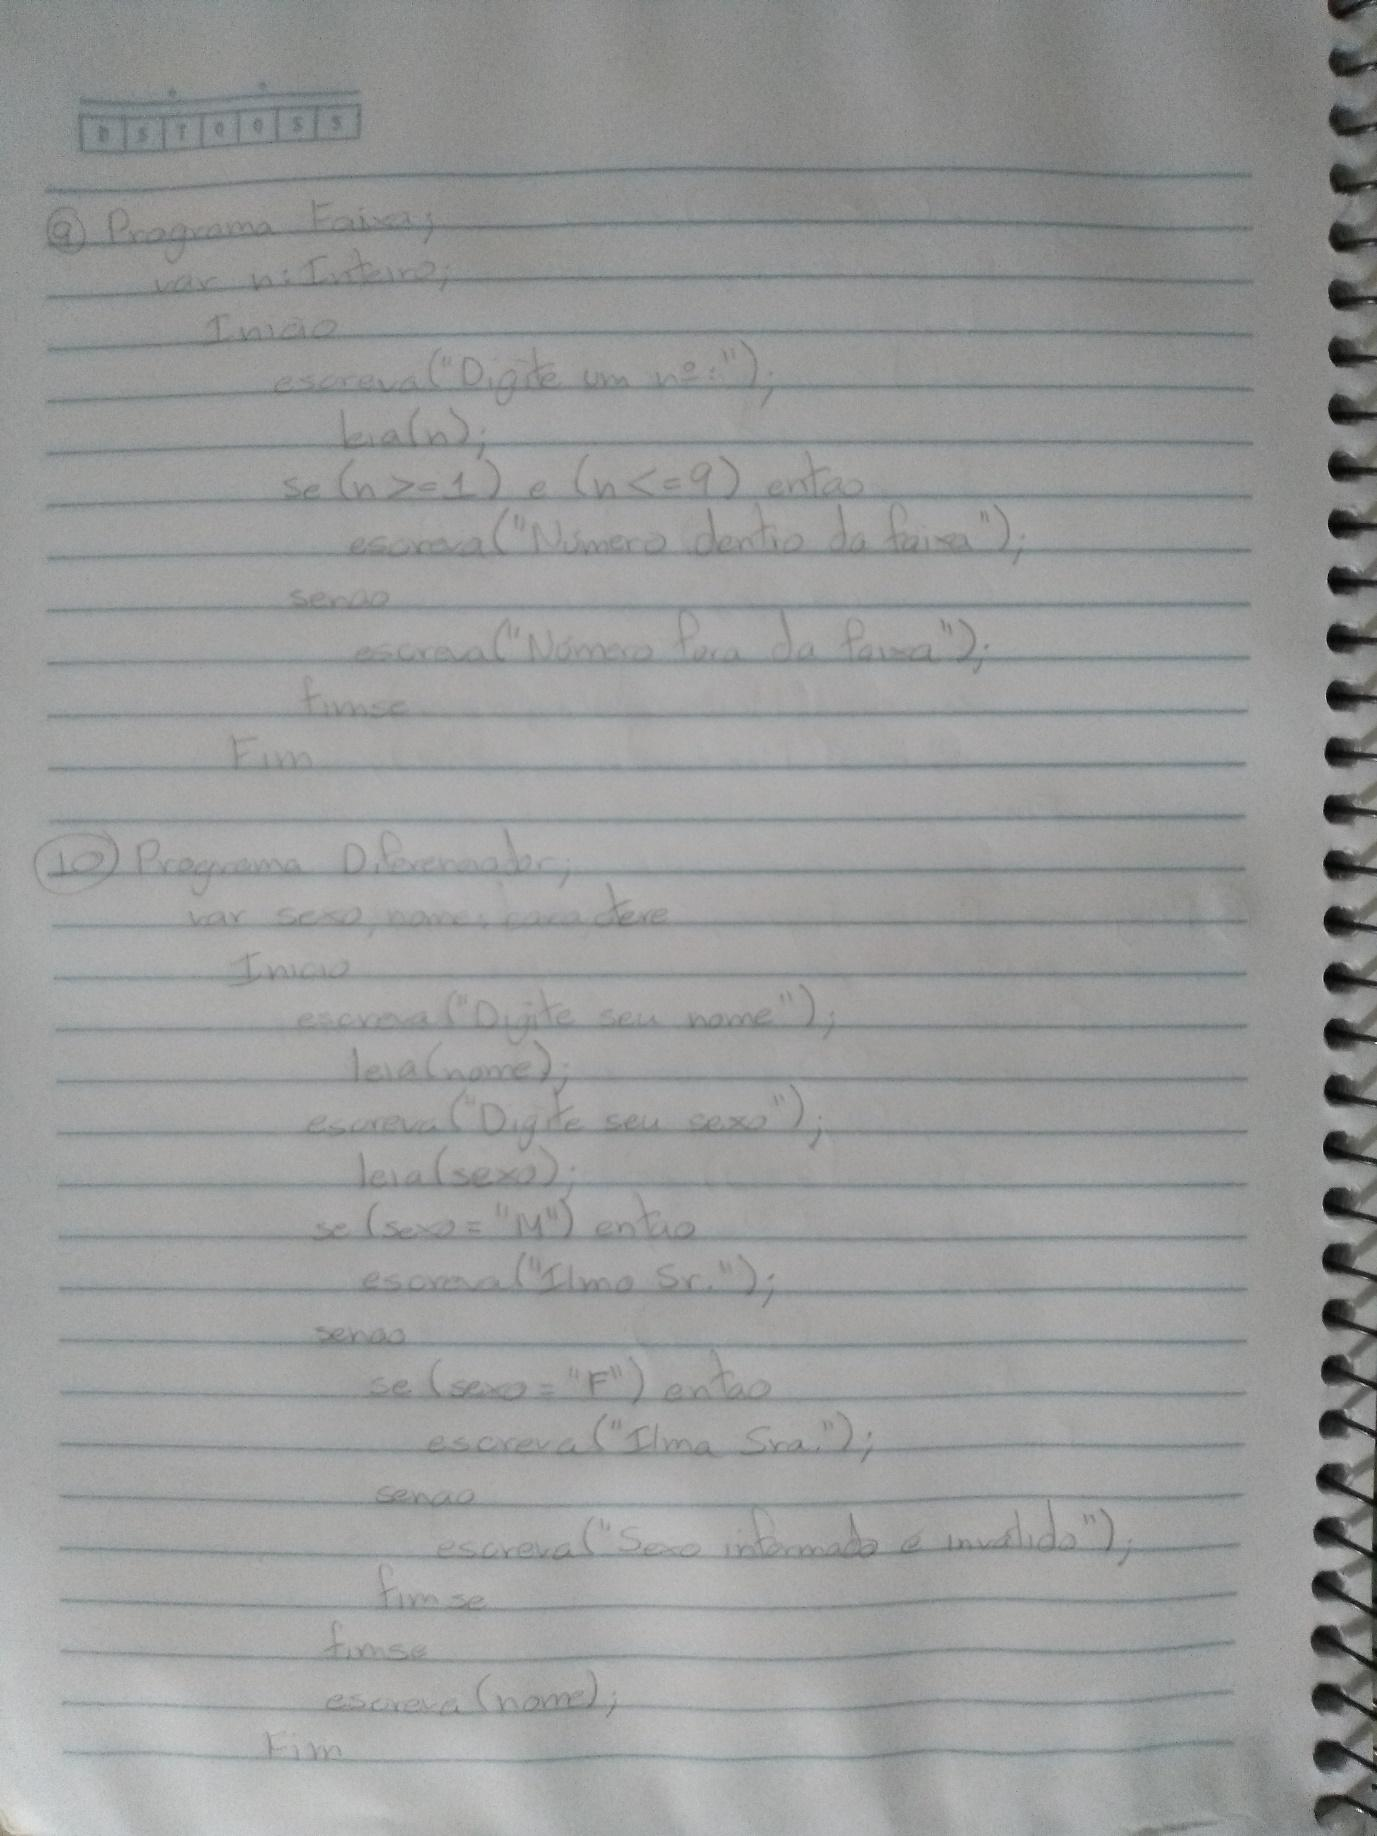 D S T Q Q S S
9 Programa Faixa;
var n: Inteiro;
Inicio
escreva("Digite um nº:");
leia(n);
se (n>=1) e (n<=9) entao
escreva("Número dentro da faixa");
senao
escreva("Número fora da faixa");
fimse
Fim
10 Programa Diferenciador;
var sexo, nome: caractere
Inicio
escreva("Digite seu nome");
leia(nome);
escreva("Digite seu sexo");
leia(sexo);
se (sexo = "M") entao
escreva("Ilmo Sr.");
senao
se (sexo = "F") entao
escreva("Ilma Sra.");
senao
escreva("Sexo informado é inválido");
fimse
fimse
escreva(nome);
Fim